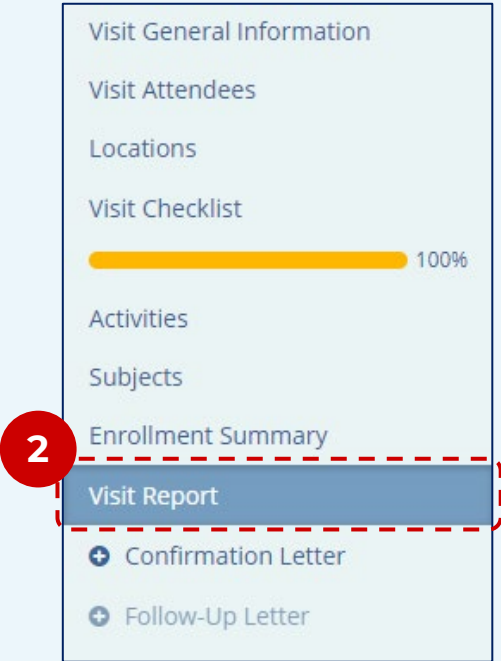 Visit General Information
Visit Attendees
Locations
Visit Checklist
100%
Activities
Subjects
Enrollment Summary
2
Visit Report
Confirmation Letter
Follow-Up Letter